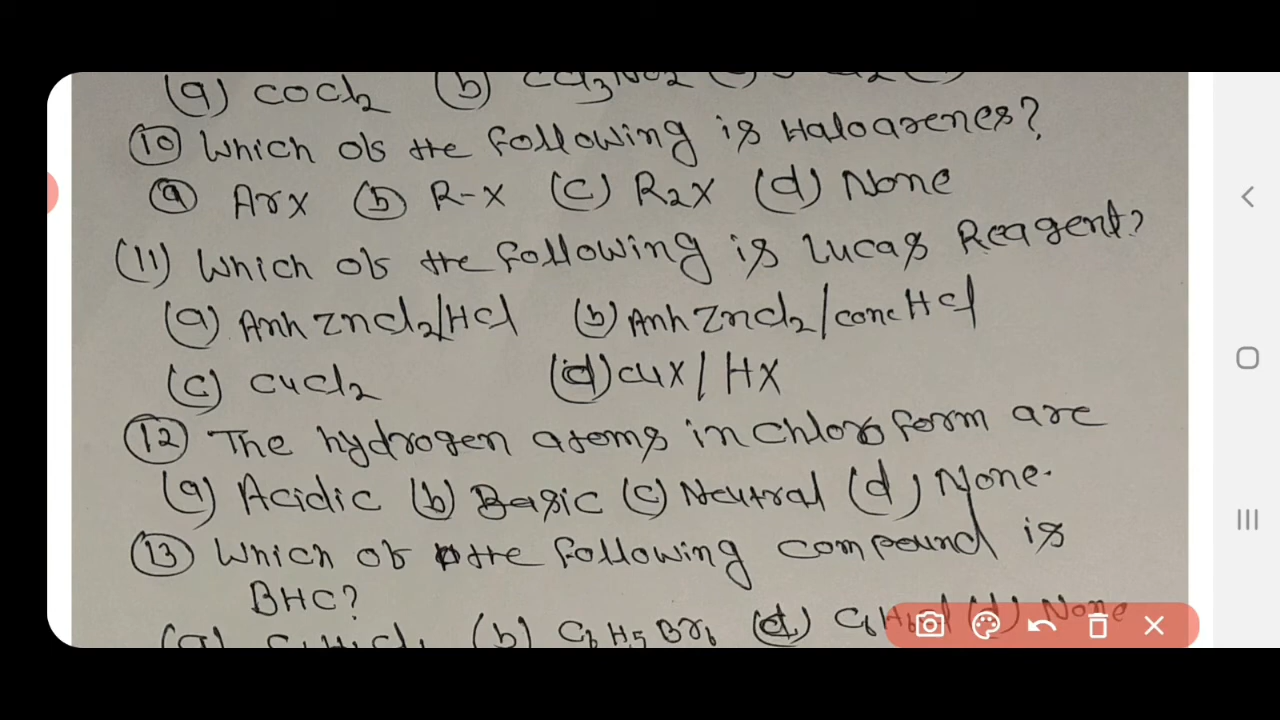 (a) COCl2 (b) CCl3NO2
(10) Which of the following is Haloarenes?
(a) Arx (b) R-X (c) R2X (d) None
(11) Which of the following is Lucas Reagent?
(a) Anh ZnCl2/HCl (b) Anh ZnCl2/conc HCl
(c) CuCl2 (d) CuX/HX
(12) The hydrogen atoms in chloroform are
(a) Acidic (b) Basic (c) Neutral (d) None.
(13) Which of the following compound is
BHC?
(a) (b) C6H5Br6 (d) None